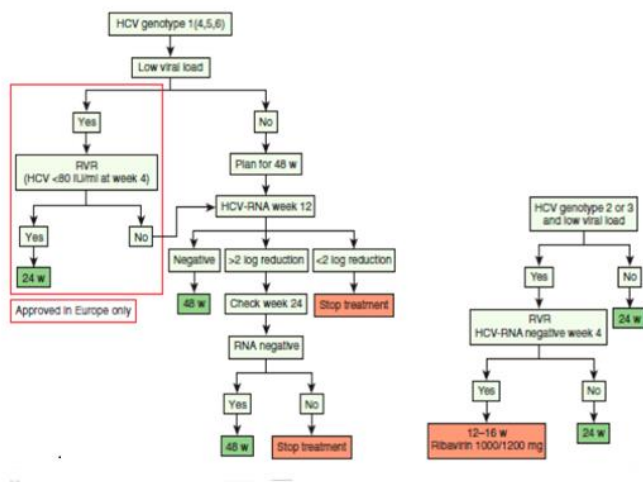 HCV genotype 1(4,5,6)
Low viral load
Yes
No
RVR
(HCV <80 IU/ml at week 4)
Plan for 48 w
HCV-RNA week 12
Yes
No
24 w
Approved in Europe only
Negative
>2 log reduction
<2 log reduction
48 w
Check week 24
Stop treatment
RNA negative
Yes
No
48 w
Stop treatment
HCV genotype 2 or 3
and low viral load
Yes
No
RVR
HCV-RNA negative week 4
24 w
Yes
No
12–16 w
Ribavirin 1000/1200 mg
24 w